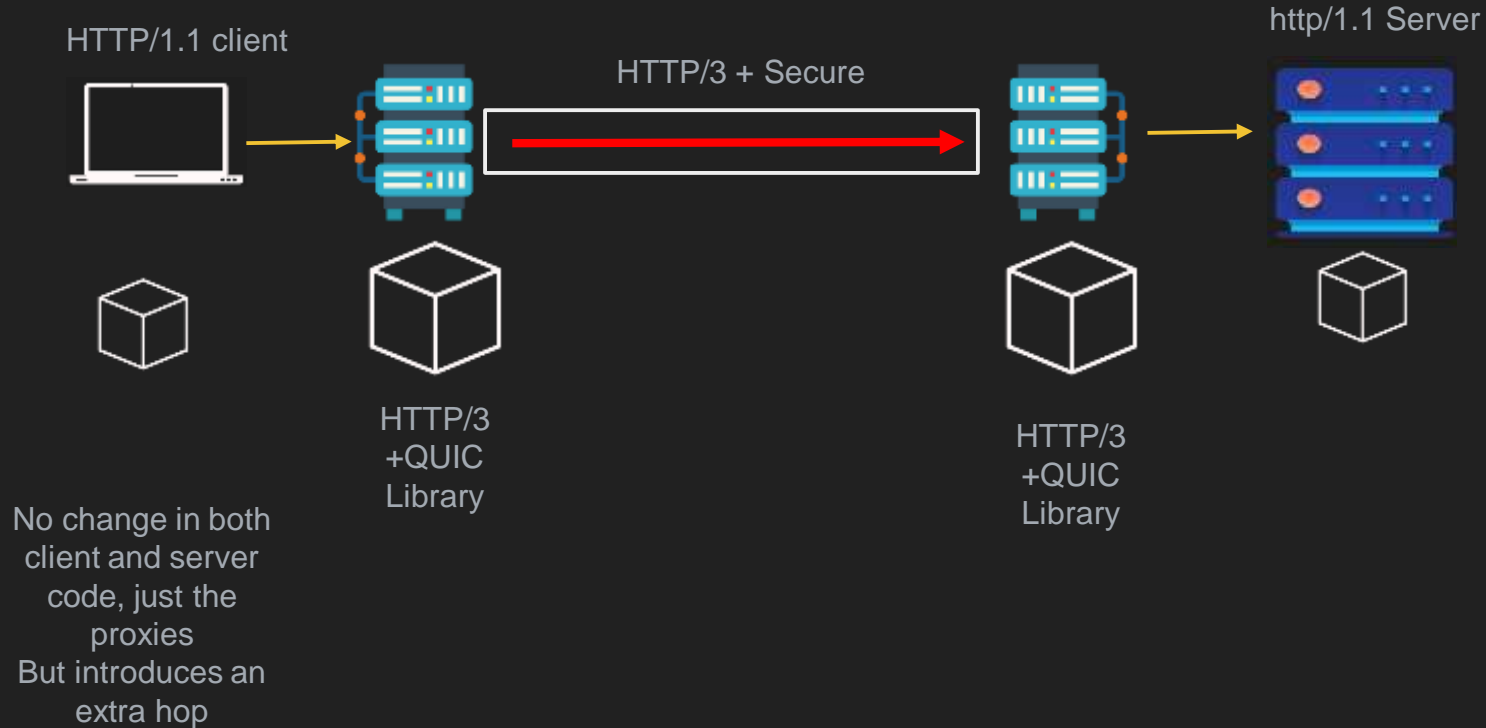 HTTP/1.1 client
HTTP/3 + Secure
http/1.1 Server
HTTP/3
+QUIC
Library
HTTP/3
+QUIC
Library
No change in both
client and server
code, just the
proxies
But introduces an
extra hop